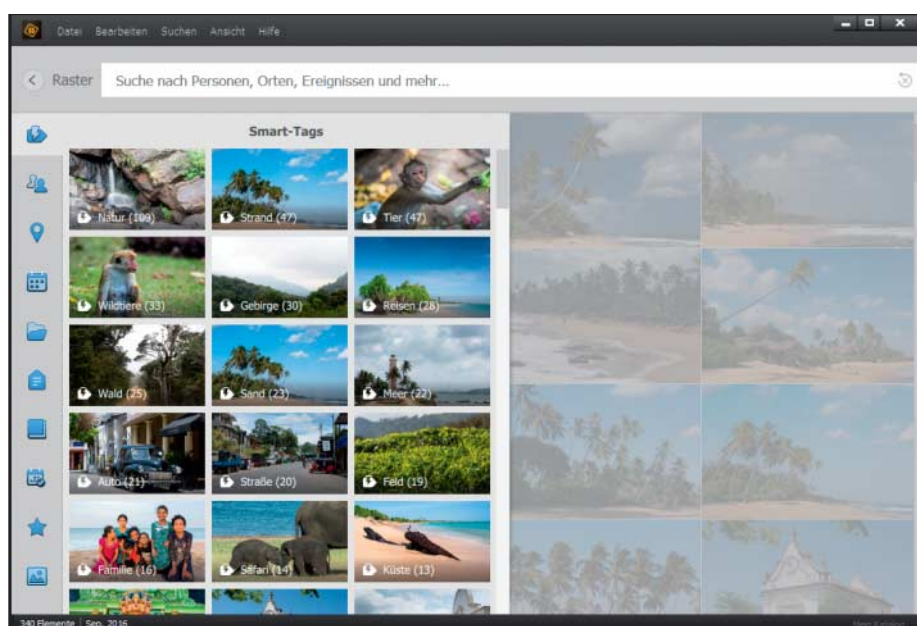 Datei Bearbeiten Suchen Ansicht Hilfe
Raster
Suche nach Personen, Orten, Ereignissen und mehr...
Smart-Tags
Natur (109)
Strand (47)
Tier (47)
Wildtiere (33)
Gebirge (30)
Reisen (28)
Wald (25)
Sand (23)
Meer (22)
Auto (21)
Straße (20)
Feld (19)
Familie (16)
Safari (14)
Küste (13)
340 Elemente Sep. 2016